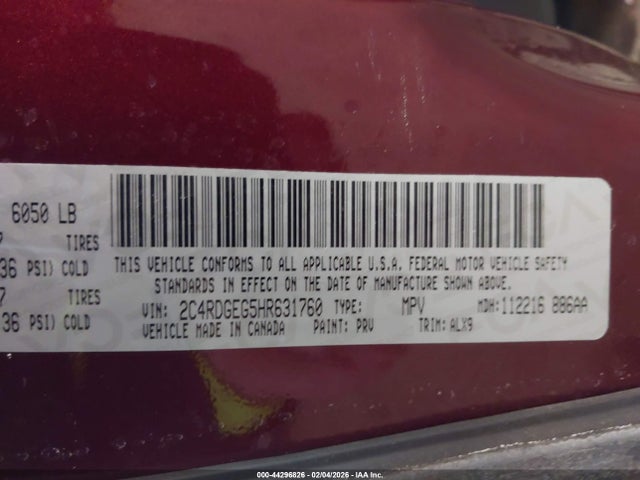 6050 LB
TIRES
36 PSI) COLD
TIRES
36 PSI) COLD
THIS VEHICLE CONFORMS TO ALL APPLICABLE U.S.A. FEDERAL MOTOR VEHICLE SAFETY
STANDARDS IN EFFECT ON THE DATE OF MANUFACTURE SHOWN ABOVE.
VIN: 2C4RDGEG5HR631760 TYPE: MPV MDH: 112216 886AA
VEHICLE MADE IN CANADA PAINT: PRV TRIM: ALX9
000-44296826 - 02/04/2026 - IAA Inc.